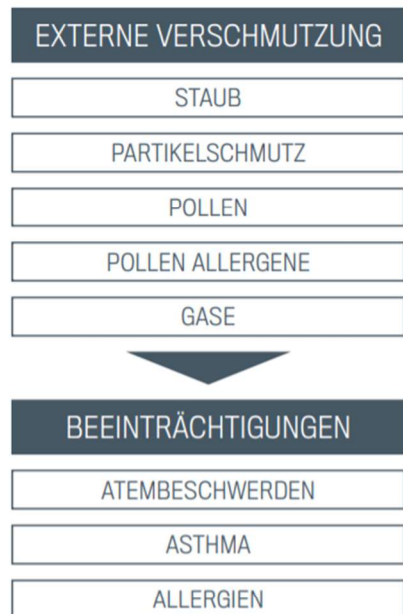 EXTERNE VERSCHMUTZUNG
STAUB
PARTIKELSCHMUTZ
POLLEN
POLLEN ALLERGENE
GASE
BEEINTRÄCHTIGUNGEN
ATEMBESCHWERDEN
ASTHMA
ALLERGIEN